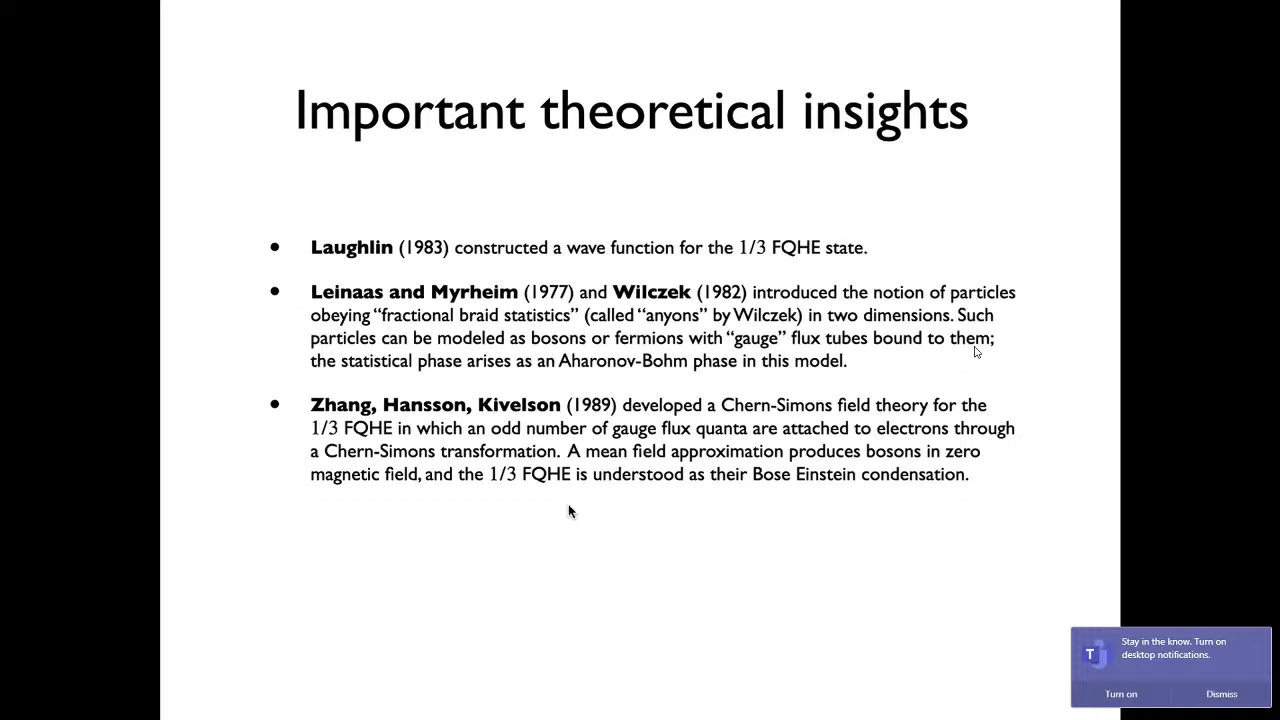 Important theoretical insights
• Laughlin (1983) constructed a wave function for the 1/3 FQHE state.
• Leinaas and Myrheim (1977) and Wilczek (1982) introduced the notion of particles
obeying “fractional braid statistics” (called “anyons” by Wilczek) in two dimensions. Such
particles can be modeled as bosons or fermions with “gauge” flux tubes bound to them;
the statistical phase arises as an Aharonov-Bohm phase in this model.
• Zhang, Hansson, Kivelson (1989) developed a Chern-Simons field theory for the
1/3 FQHE in which an odd number of gauge flux quanta are attached to electrons through
a Chern-Simons transformation. A mean field approximation produces bosons in zero
magnetic field, and the 1/3 FQHE is understood as their Bose Einstein condensation.
Stay in the know. Turn on
desktop notifications.
T
Turn on
Dismiss